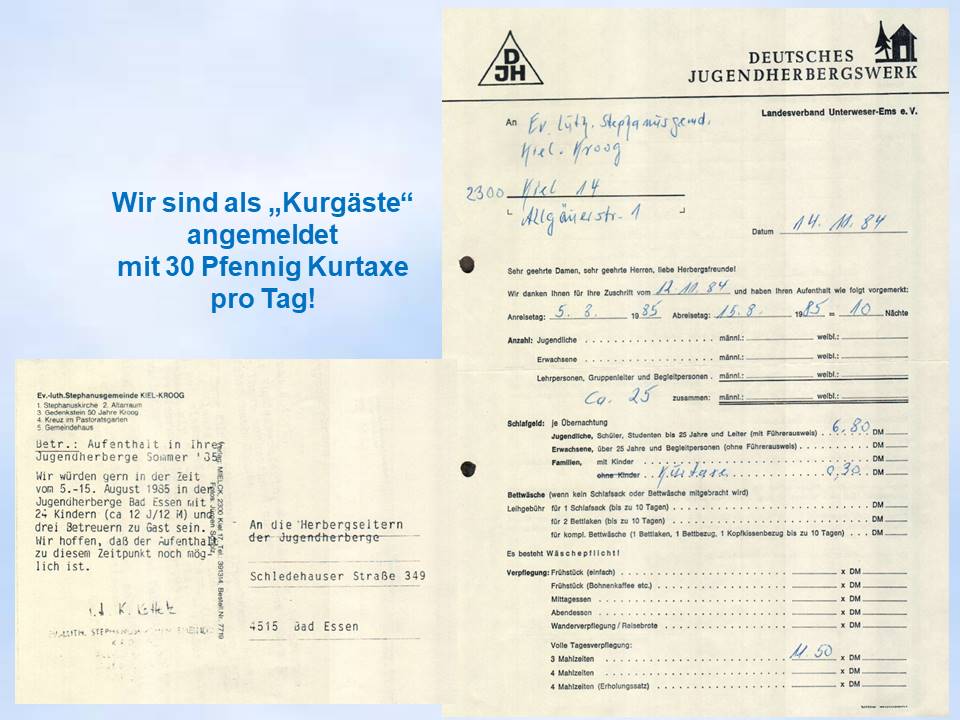 Wir sind als „Kurgäste“
angemeldet
mit 30 Pfennig Kurtaxe
pro Tag!
Ev.-luth.Stephanusgemeinde KIEL-KROOG
1. Stephanuskirche 2. Altarraum
3. Gedenkstein 50 Jahre Kroog
4. Kreuz im Pastoratsgarten
5. Gemeindehaus
Betr.: Aufenthalt in Ihrer
Jugendherberge Sommer '85
Wir würden gern in der Zeit
vom 5.-15. August 1985 in der
Jugendherberge Bad Essen mit
24 Kindern (ca 12 J/12 M) und
drei Betreuern zu Gast sein.
Wir hoffen, daß der Aufenthalt
zu diesem Zeitpunkt noch mög-
lich ist.
MIELCK, 2300 Kiel 17, Tel. 391314, Bestell Nr. 7719
An die Herbergseltern
der Jugendherberge
Schledehauser Straße 349
4515 Bad Essen
DJH
DEUTSCHES
JUGENDHERBERGSWERK
Landesverband Unterweser-Ems e.V.
An Ev. Luth. Stephanusgemd.
Kiel-Kroog
2300 Kiel 14
Allgäuerstr. 1
Datum 14. 11. 84
Sehr geehrte Damen, sehr geehrte Herren, liebe Herbergsfreunde!
Wir danken Ihnen für Ihre Zuschrift vom 12.11.84 und haben Ihren Aufenthalt wie folgt vorgemerkt:
Anreisetag: 5. 8. 1985 Abreisetag: 15.8. 1985 = 10 Nächte
Anzahl: Jugendliche männl.: weibl.:
Erwachsene männl.: weibl.:
Lehrpersonen, Gruppenleiter und Begleitpersonen männl.: weibl.:
ca. 25 zusammen: männl.: weibl.:
Schlafgeld: je Übernachtung
Jugendliche, Schüler, Studenten bis 25 Jahre und Leiter (mit Führerausweis) 6,80 DM
Erwachsene, über 25 Jahre und Begleitpersonen (ohne Führerausweis) DM
Familien, mit Kinder DM
ohne Kinder Kurtaxe 0,30 DM
Bettwäsche (wenn kein Schlafsack oder Bettwäsche mitgebracht wird)
Leihgebühr für 1 Schlafsack (bis zu 10 Tagen) DM
für 2 Bettlaken (bis zu 10 Tagen) DM
für kompl. Bettwäsche (1 Bettlaken, 1 Bettbezug, 1 Kopfkissenbezug bis zu 10 Tagen) DM
Es besteht Wäschepflicht!
Verpflegung: Frühstück (einfach) x DM
Frühstück (Bohnenkaffee etc.) x DM
Mittagessen x DM
Abendessen x DM
Wanderverpflegung / Reisebrote x DM
Volle Tagesverpflegung:
3 Mahlzeiten 11.50 x DM
4 Mahlzeiten x DM
4 Mahlzeiten (Erholungssatz) x DM